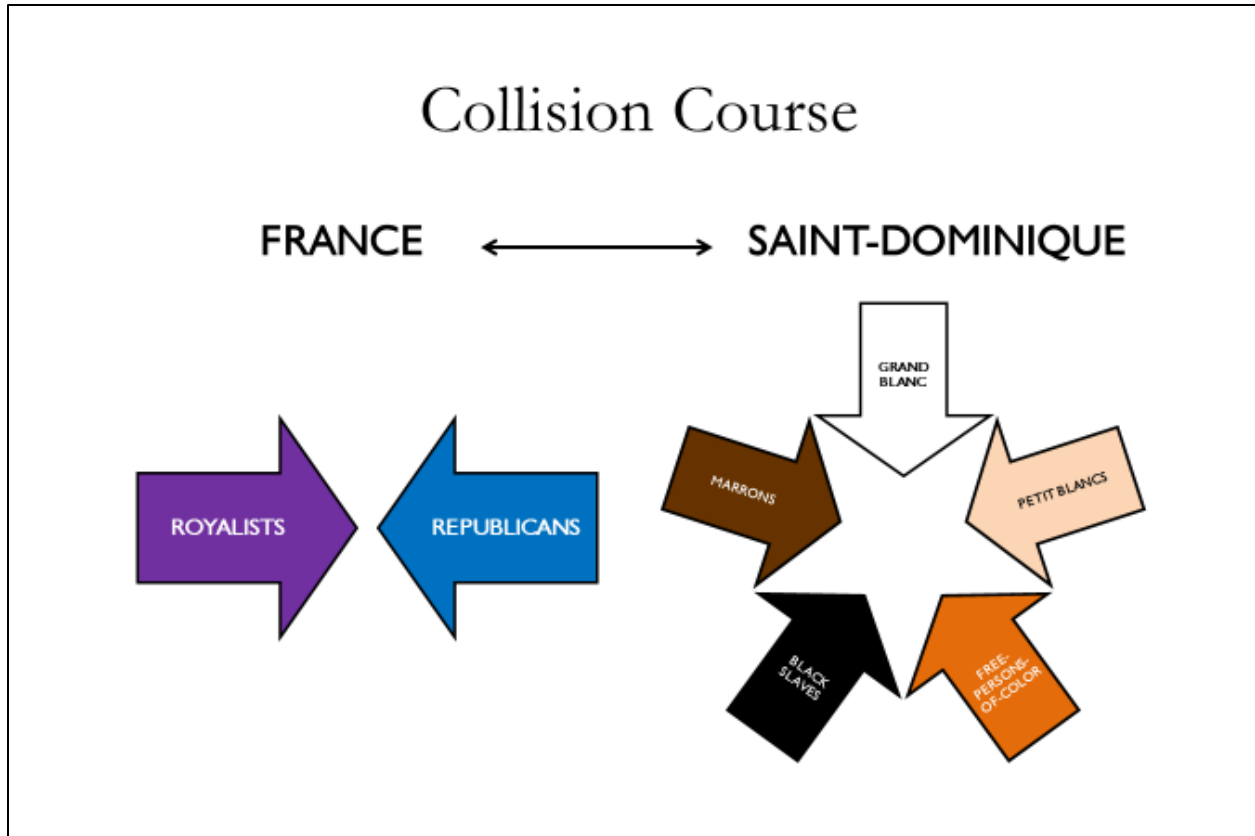 Collision Course
FRANCE
SAINT-DOMINIQUE
ROYALISTS
REPUBLICANS
GRAND
BLANC
MARRONS
PETIT BLANCS
BLACK
SLAVES
FREE-
PERSONS-
OF-COLOR